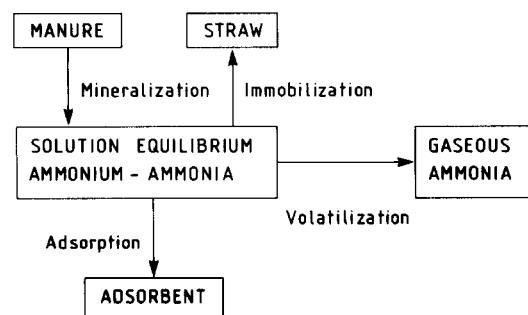 MANURE
STRAW
Mineralization
Immobilization
SOLUTION EQUILIBRIUM
AMMONIUM - AMMONIA
GASEOUS
AMMONIA
Volatilization
Adsorption
ADSORBENT